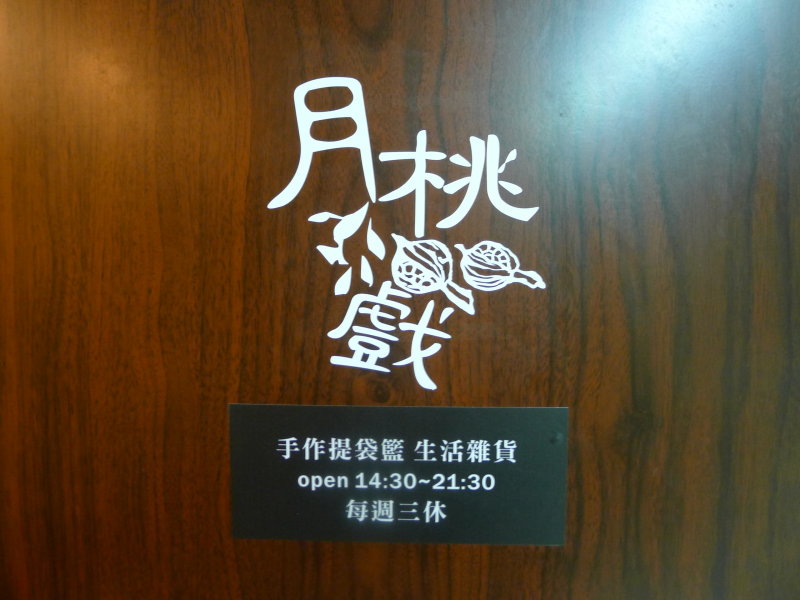 月桃戲
手作提袋籃 生活雜貨
open 14:30~21:30
每週三休